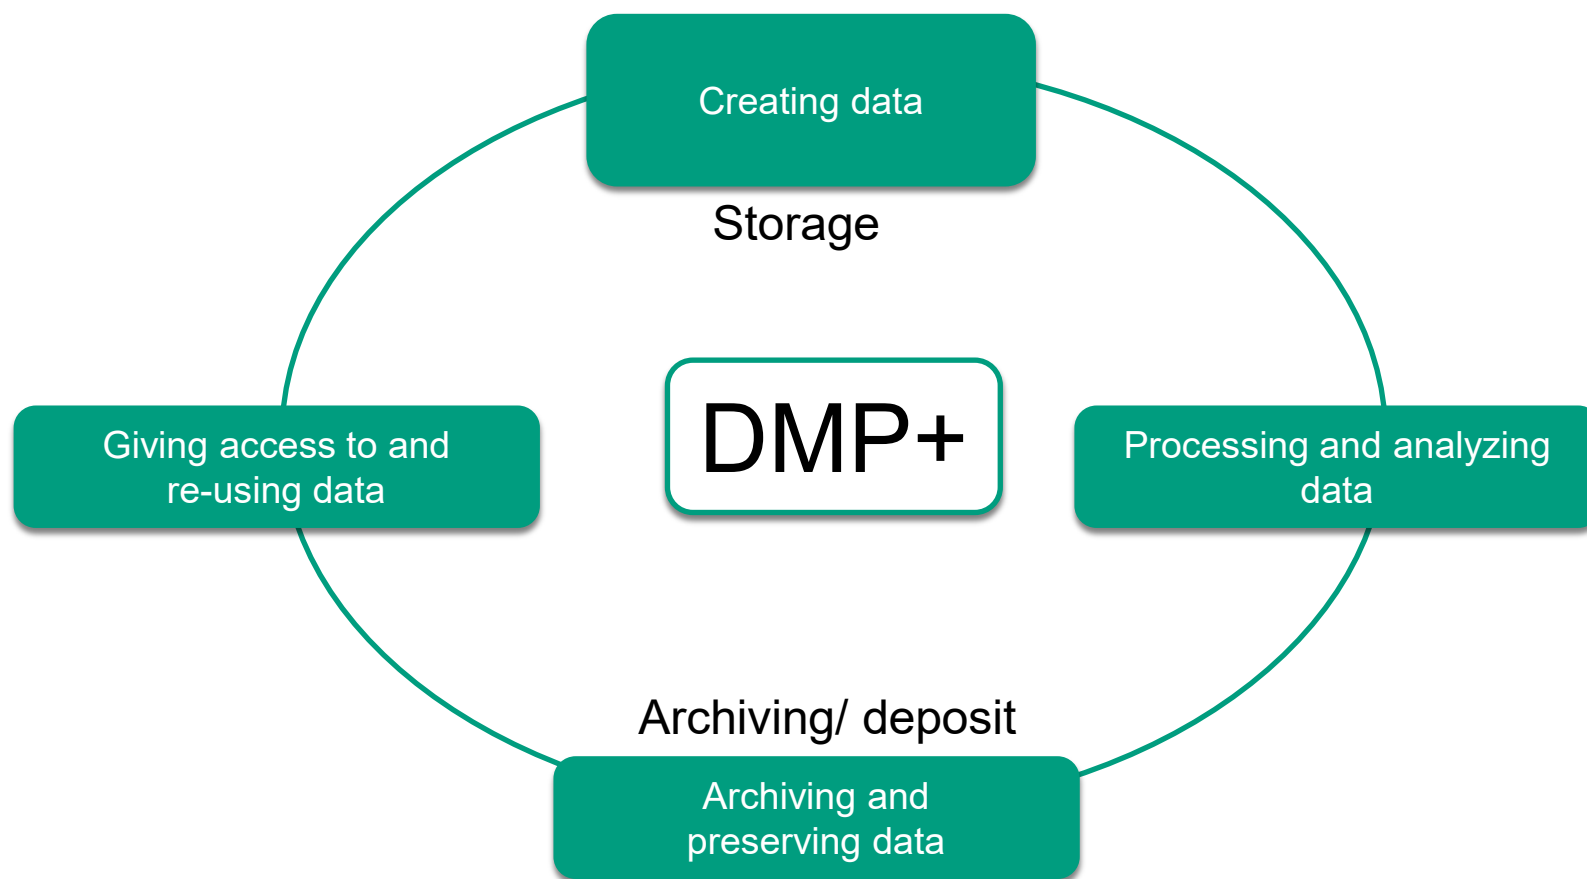 Creating data
Storage
Giving access to and
re-using data
DMP+
Processing and analyzing
data
Archiving/ deposit
Archiving and
preserving data